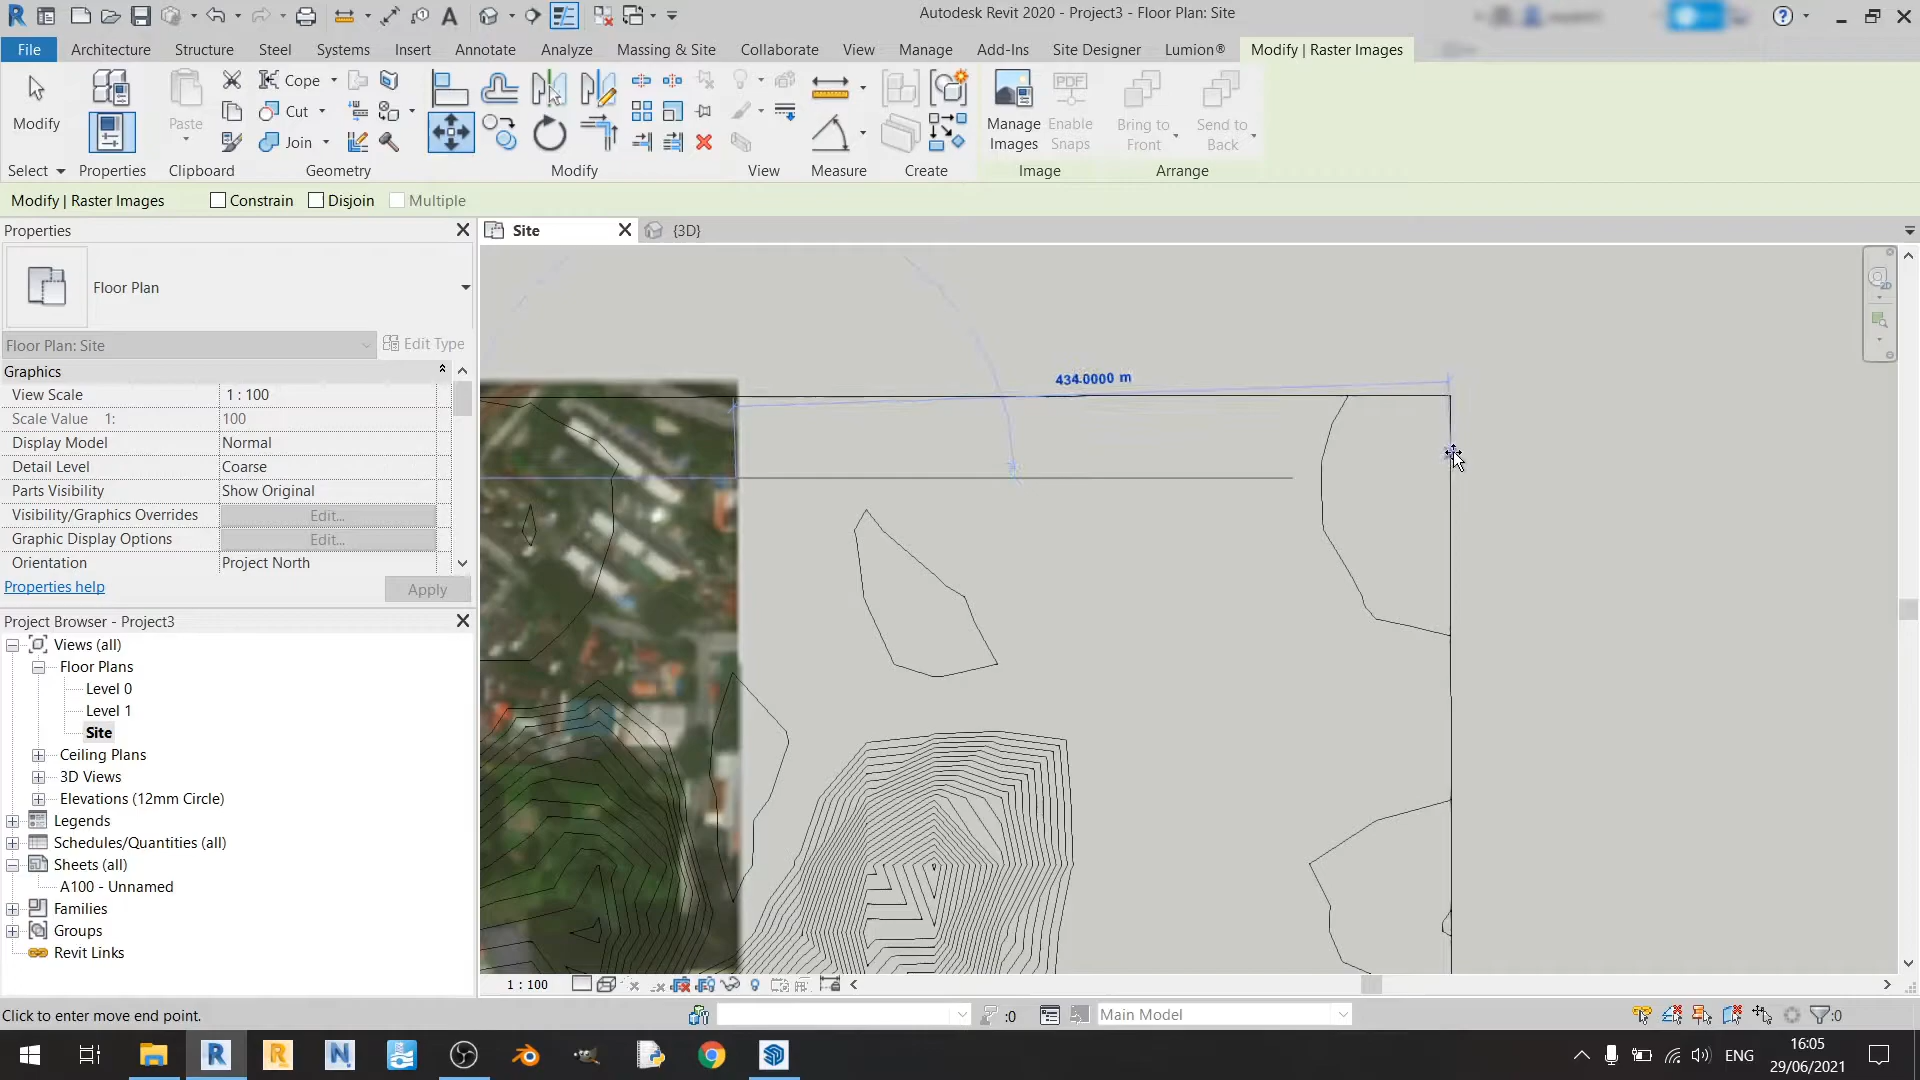 Autodesk Revit 2020 - Project3 - Floor Plan: Site
File Architecture Structure Steel Systems Insert Annotate Analyze Massing & Site Collaborate View Manage Add-Ins Site Designer Lumion® Modify | Raster Images
Modify
Paste
Cope
Cut
Join
Manage Images
Enable Snaps
Bring to Front
Send to Back
Select Properties Clipboard Geometry Modify View Measure Create Image Arrange
Modify | Raster Images Constrain Disjoin Multiple
Properties
Site
{3D}
Floor Plan
Floor Plan: Site
Edit Type
Graphics
View Scale 1 : 100
Scale Value 1: 100
Display Model Normal
Detail Level Coarse
Parts Visibility Show Original
Visibility/Graphics Overrides Edit...
Graphic Display Options Edit...
Orientation Project North
Properties help
Apply
434.0000 m
2D
Project Browser - Project3
Views (all)
Floor Plans
Level 0
Level 1
Site
Ceiling Plans
3D Views
Elevations (12mm Circle)
Legends
Schedules/Quantities (all)
Sheets (all)
A100 - Unnamed
Families
Groups
Revit Links
1 : 100
Click to enter move end point.
:0
Main Model
:0
ENG
16:05
29/06/2021